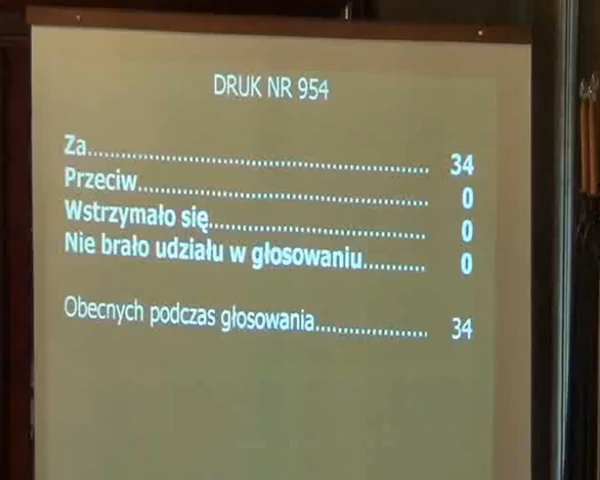 DRUK NR 954
Za.................................................... 34
Przeciw............................................ 0
Wstrzymało się................................. 0
Nie brało udziału w głosowaniu........... 0
Obecnych podczas głosowania.................. 34